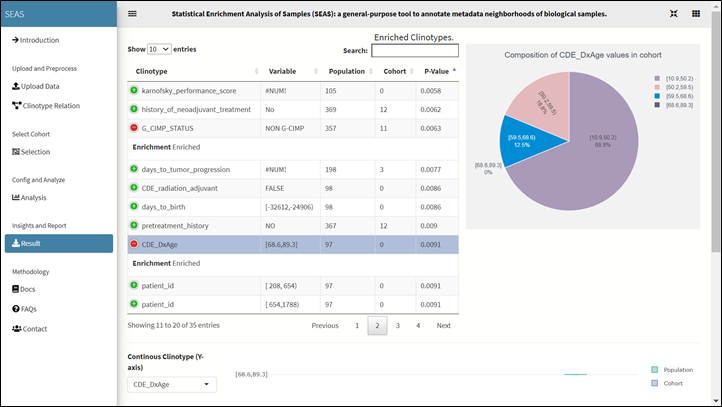 SEAS
Statistical Enrichment Analysis of Samples (SEAS): a general-purpose tool to annotate metadata neighborhoods of biological samples.
Introduction
Upload and Preprocess
Upload Data
Clinotype Relation
Select Cohort
Selection
Config and Analyze
Analysis
Insights and Report
Result
Methodology
Docs
FAQs
Contact
Enriched Clinotypes.
Show 10 entries
Search:
Clinotype Variable Population Cohort P-Value
karnofsky_performance_score #NUM! 105 0 0.0058
history_of_neoadjuvant_treatment No 369 12 0.0062
G_CIMP_STATUS NON G-CIMP 357 11 0.0063
Enrichment Enriched
days_to_tumor_progression #NUM! 198 3 0.0077
CDE_radiation_adjuvant FALSE 98 0 0.0086
days_to_birth [-32612,-24906) 98 0 0.0086
pretreatment_history NO 367 12 0.009
CDE_DxAge [68.6,89.3] 97 0 0.0091
Enrichment Enriched
patient_id [ 208, 654) 97 0 0.0091
patient_id [ 654,1788) 97 0 0.0091
Showing 11 to 20 of 35 entries
Previous 1 2 3 4 Next
Composition of CDE_DxAge values in cohort
[10.9,50.2)
[50.2,59.5)
[59.5,68.6)
[68.6,89.3]
[50.2,59.5)
18.8%
[10.9,50.2)
68.8%
[59.5,68.6)
12.5%
[68.6,89.3]
0%
Continous Clinotype (Y-
axis)
CDE_DxAge
[68.6,89.3]
Population
Cohort